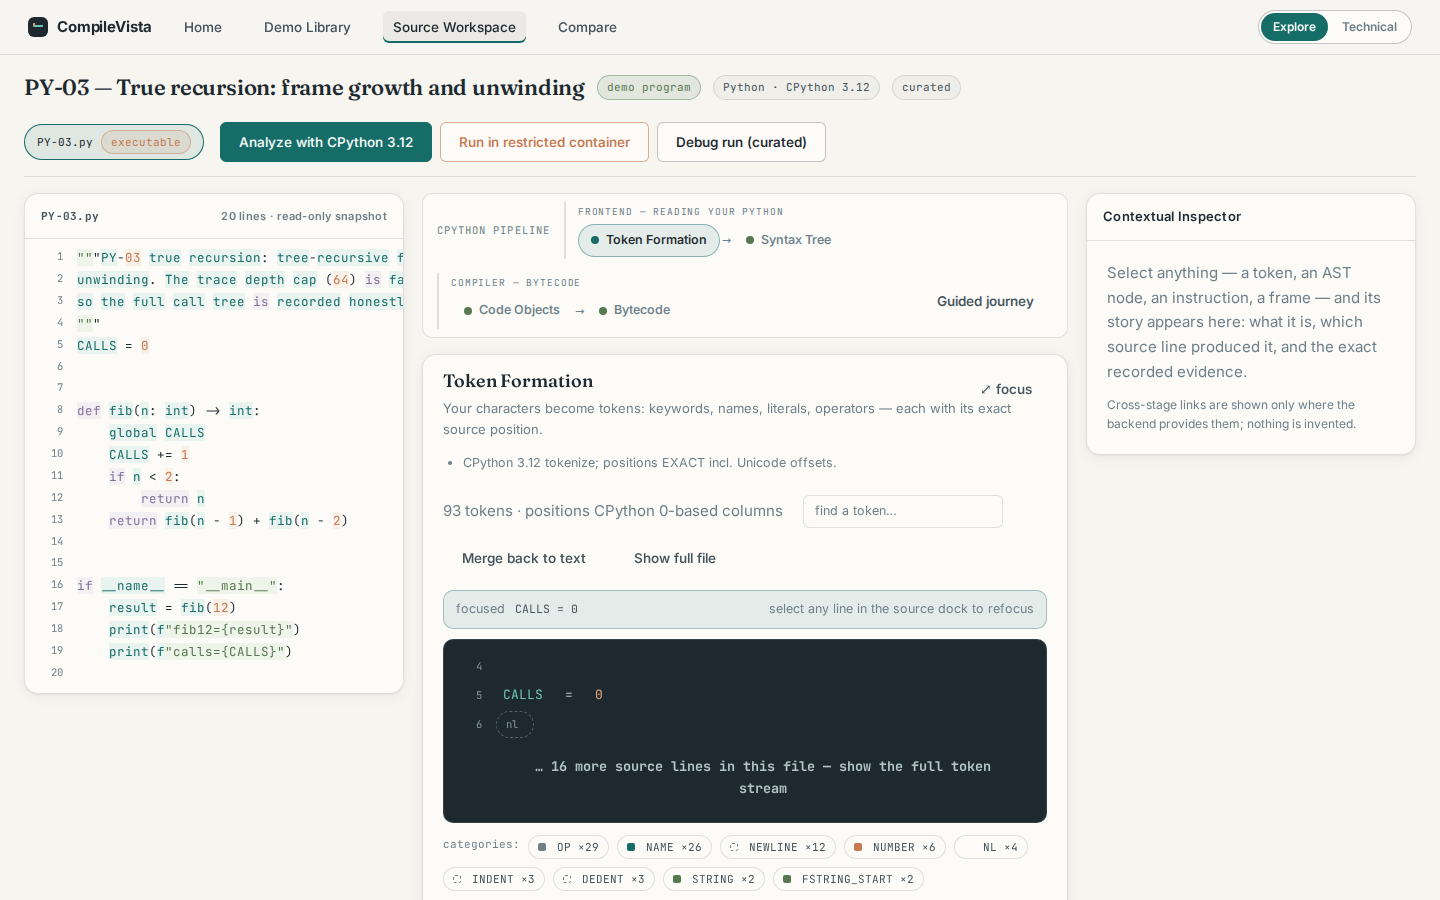 CompileVista
Home
Demo Library
Source Workspace
Compare
Explore
Technical
PY-03 — True recursion: frame growth and unwinding
demo program
Python · CPython 3.12
curated
PY-03.py
executable
Analyze with CPython 3.12
Run in restricted container
Debug run (curated)
PY-03.py
20 lines · read-only snapshot
1 """PY-03 true recursion: tree-recursive f
2 unwinding. The trace depth cap (64) is fa
3 so the full call tree is recorded honestl
4 """
5 CALLS = 0
6
7
8 def fib(n: int) -> int:
9 global CALLS
10 CALLS += 1
11 if n < 2:
12 return n
13 return fib(n - 1) + fib(n - 2)
14
15
16 if __name__ == "__main__":
17 result = fib(12)
18 print(f"fib12={result}")
19 print(f"calls={CALLS}")
20
CPYTHON PIPELINE
FRONTEND — READING YOUR PYTHON
Token Formation
→
Syntax Tree
COMPILER — BYTECODE
Code Objects
→
Bytecode
Guided journey
Token Formation
⤢ focus
Your characters become tokens: keywords, names, literals, operators — each with its exact
source position.
• CPython 3.12 tokenize; positions EXACT incl. Unicode offsets.
93 tokens · positions CPython 0-based columns
find a token…
Merge back to text
Show full file
focused CALLS = 0
select any line in the source dock to refocus
4
5 CALLS = 0
6 nl
… 16 more source lines in this file — show the full token
stream
categories:
OP ×29
NAME ×26
NEWLINE ×12
NUMBER ×6
NL ×4
INDENT ×3
DEDENT ×3
STRING ×2
FSTRING_START ×2
Contextual Inspector
Select anything — a token, an AST
node, an instruction, a frame — and its
story appears here: what it is, which
source line produced it, and the exact
recorded evidence.
Cross-stage links are shown only where the
backend provides them; nothing is invented.